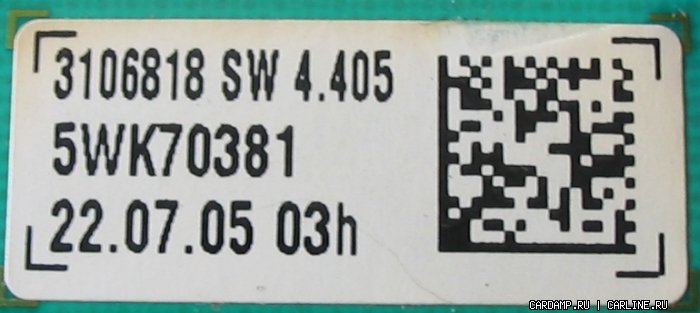 3106818 SW 4.405
5WK70381
22.07.05 03h
CARDAMP.RU | CARLINE.RU